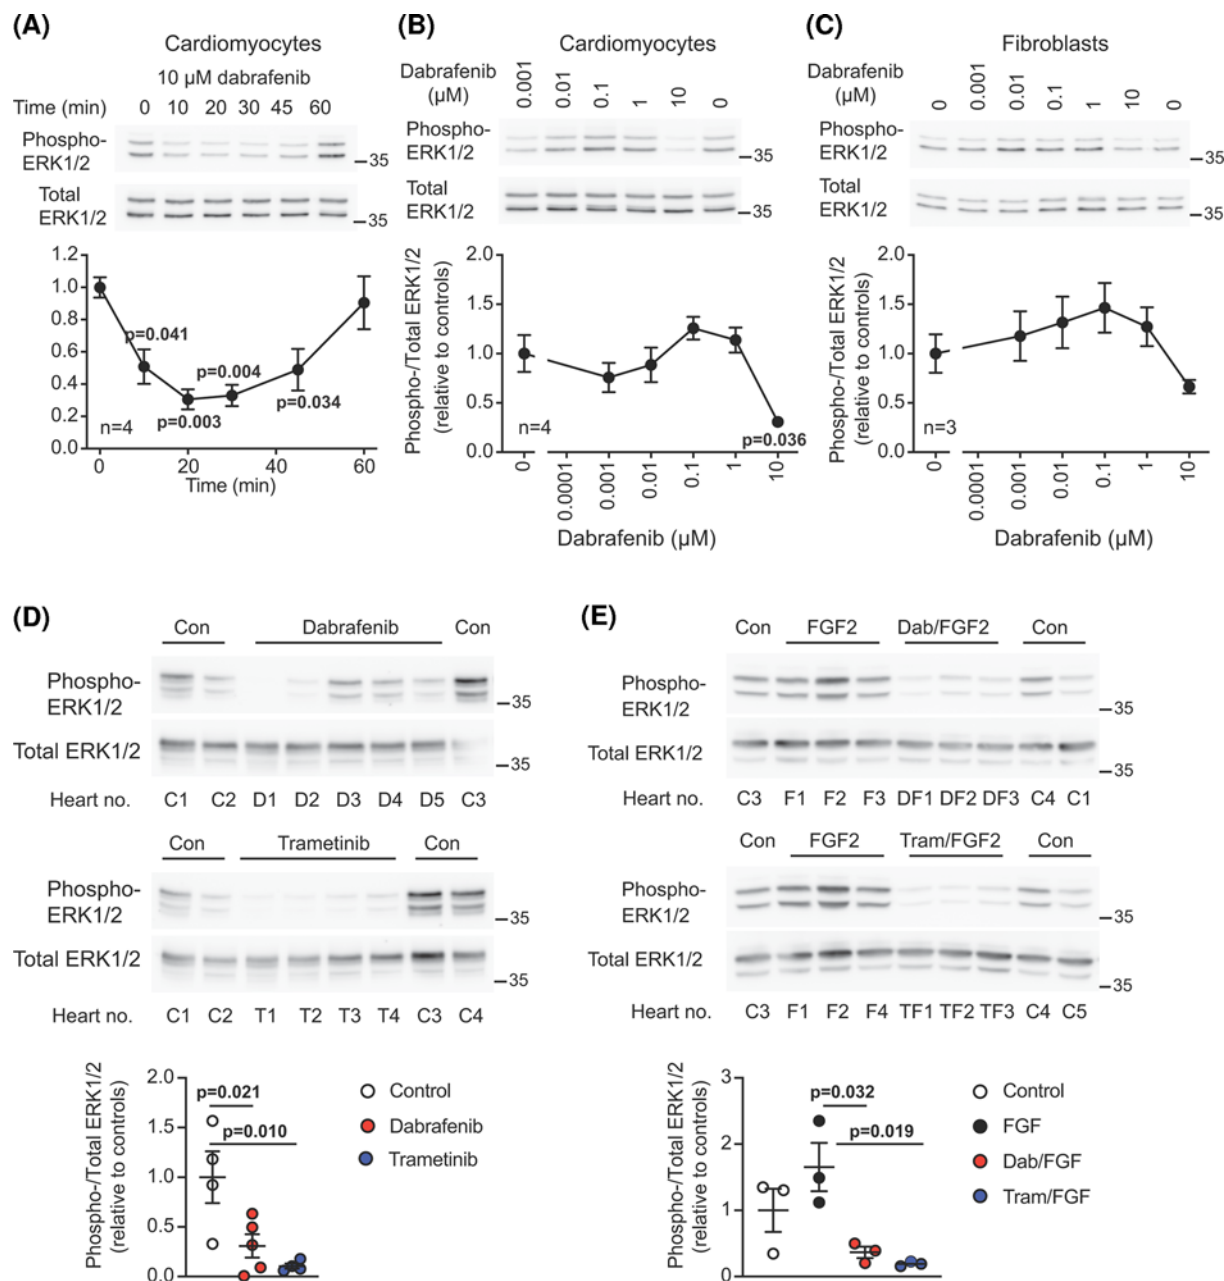 (A)
Cardiomyocytes
10 µM dabrafenib
Time (min) 0 10 20 30 45 60
Phospho-
ERK1/2
35
Total
ERK1/2
35
1.2
1.0
0.8
0.6
0.4
0.2
0.0
p=0.041
p=0.004
p=0.003
p=0.034
n=4
0 20 40 60
Time (min)
(B)
Cardiomyocytes
Dabrafenib
(µM)
0.001 0.01 0.1 1 10 0
Phospho-
ERK1/2
35
Total
ERK1/2
35
Phospho-/Total ERK1/2
(relative to controls)
2.0
1.5
1.0
0.5
0.0
n=4
p=0.036
0 0.0001 0.001 0.01 0.1 1 10
Dabrafenib (µM)
(C)
Fibroblasts
Dabrafenib
(µM)
0 0.0001 0.001 0.01 0.1 1 10 0
Phospho-
ERK1/2
35
Total
ERK1/2
35
Phospho-/Total ERK1/2
(relative to controls)
2.0
1.5
1.0
0.5
0.0
n=3
0 0.0001 0.001 0.01 0.1 1 10
Dabrafenib (µM)
(D)
Con Dabrafenib Con
Phospho-
ERK1/2
35
Total ERK1/2
35
Heart no. C1 C2 D1 D2 D3 D4 D5 C3
Con Trametinib Con
Phospho-
ERK1/2
35
Total ERK1/2
35
Heart no. C1 C2 T1 T2 T3 T4 C3 C4
Phospho-/Total ERK1/2
(relative to controls)
2.0
1.5
1.0
0.5
0.0
p=0.021
p=0.010
Control
Dabrafenib
Trametinib
(E)
Con FGF2 Dab/FGF2 Con
Phospho-
ERK1/2
35
Total ERK1/2
35
Heart no. C3 F1 F2 F3 DF1 DF2 DF3 C4 C1
Con FGF2 Tram/FGF2 Con
Phospho-
ERK1/2
35
Total ERK1/2
35
Heart no. C3 F1 F2 F4 TF1 TF2 TF3 C4 C5
Phospho-/Total ERK1/2
(relative to controls)
3
2
1
0
p=0.032
p=0.019
Control
FGF
Dab/FGF
Tram/FGF